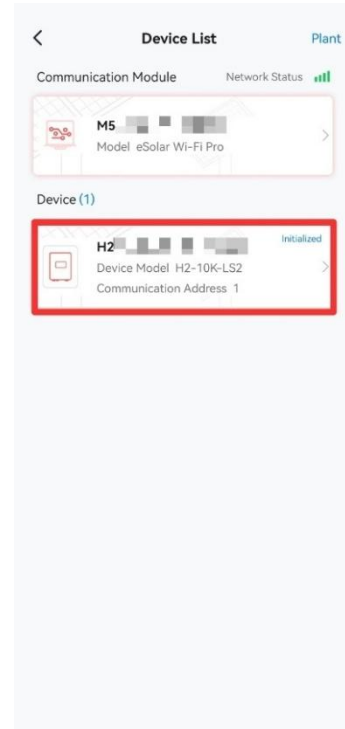 Device List Plant
Communication Module Network Status
M5
Model eSolar Wi-Fi Pro
Device (1)
H2 Initialized
Device Model H2-10K-LS2
Communication Address 1